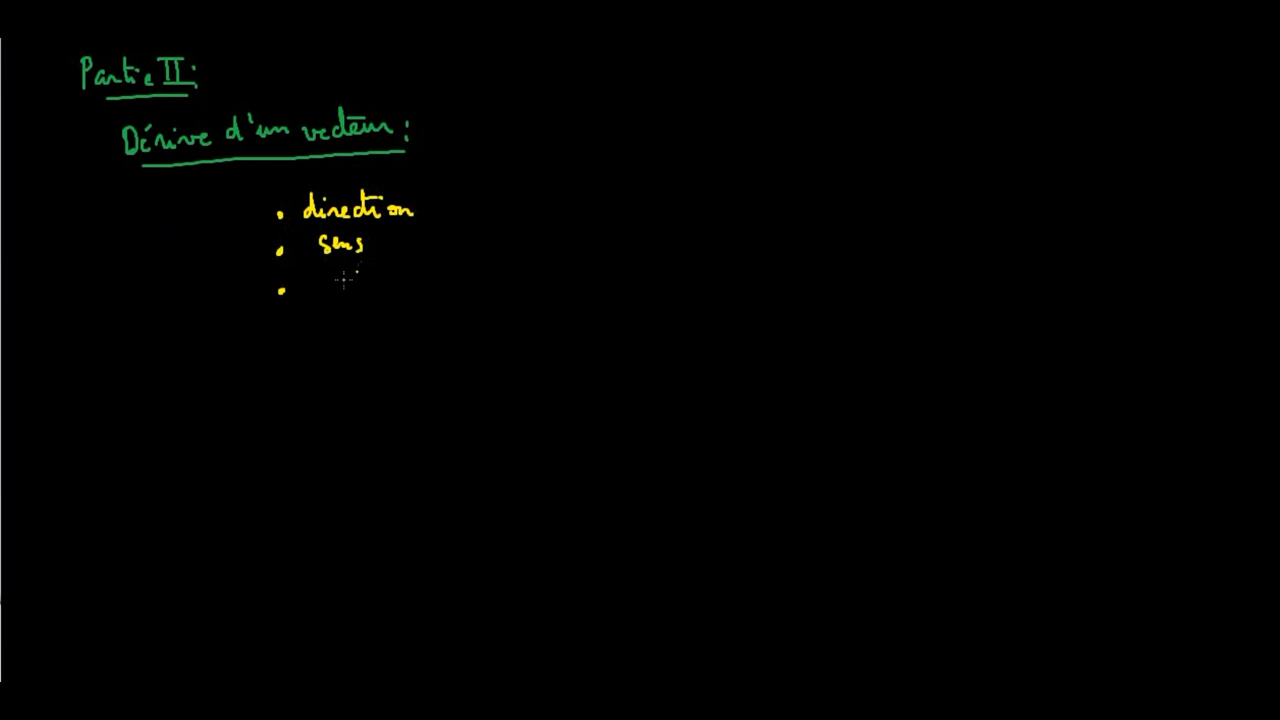 Partie II:
Dérive d'un vecteur:
• direction
• sens
•